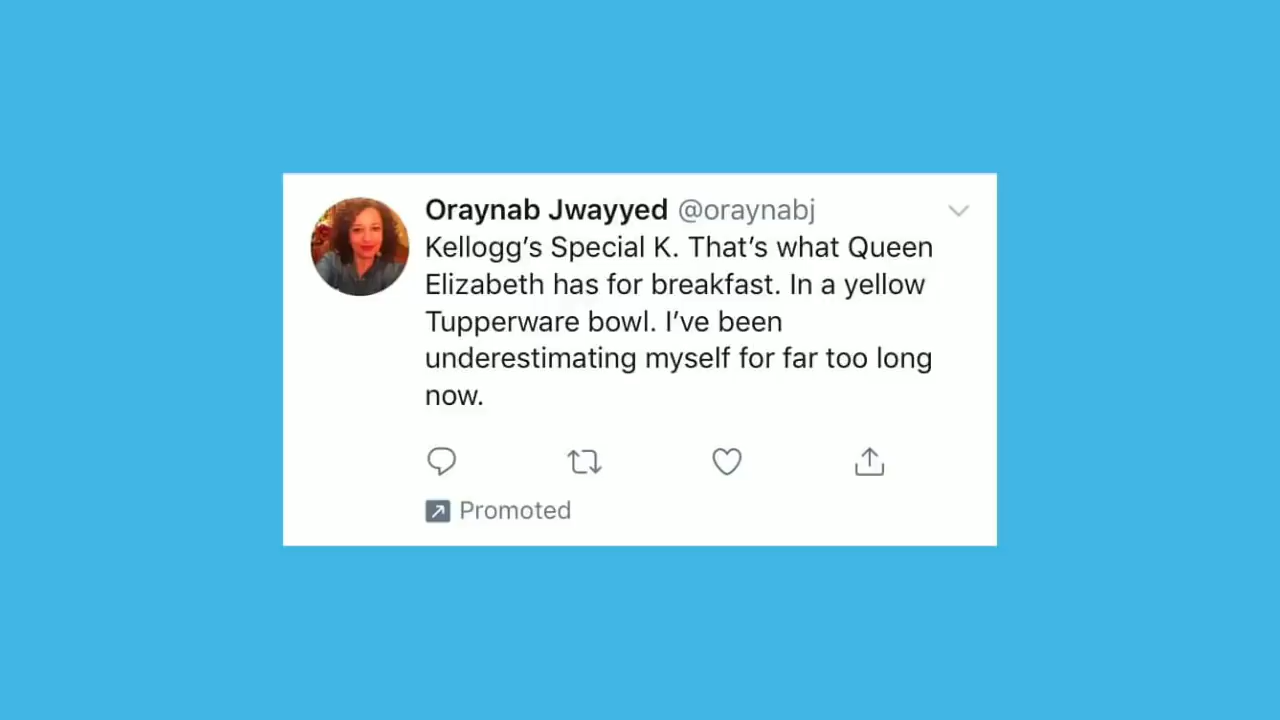 Oraynab Jwayyed @oraynabj
Kellogg’s Special K. That’s what Queen
Elizabeth has for breakfast. In a yellow
Tupperware bowl. I’ve been
underestimating myself for far too long
now.
Promoted